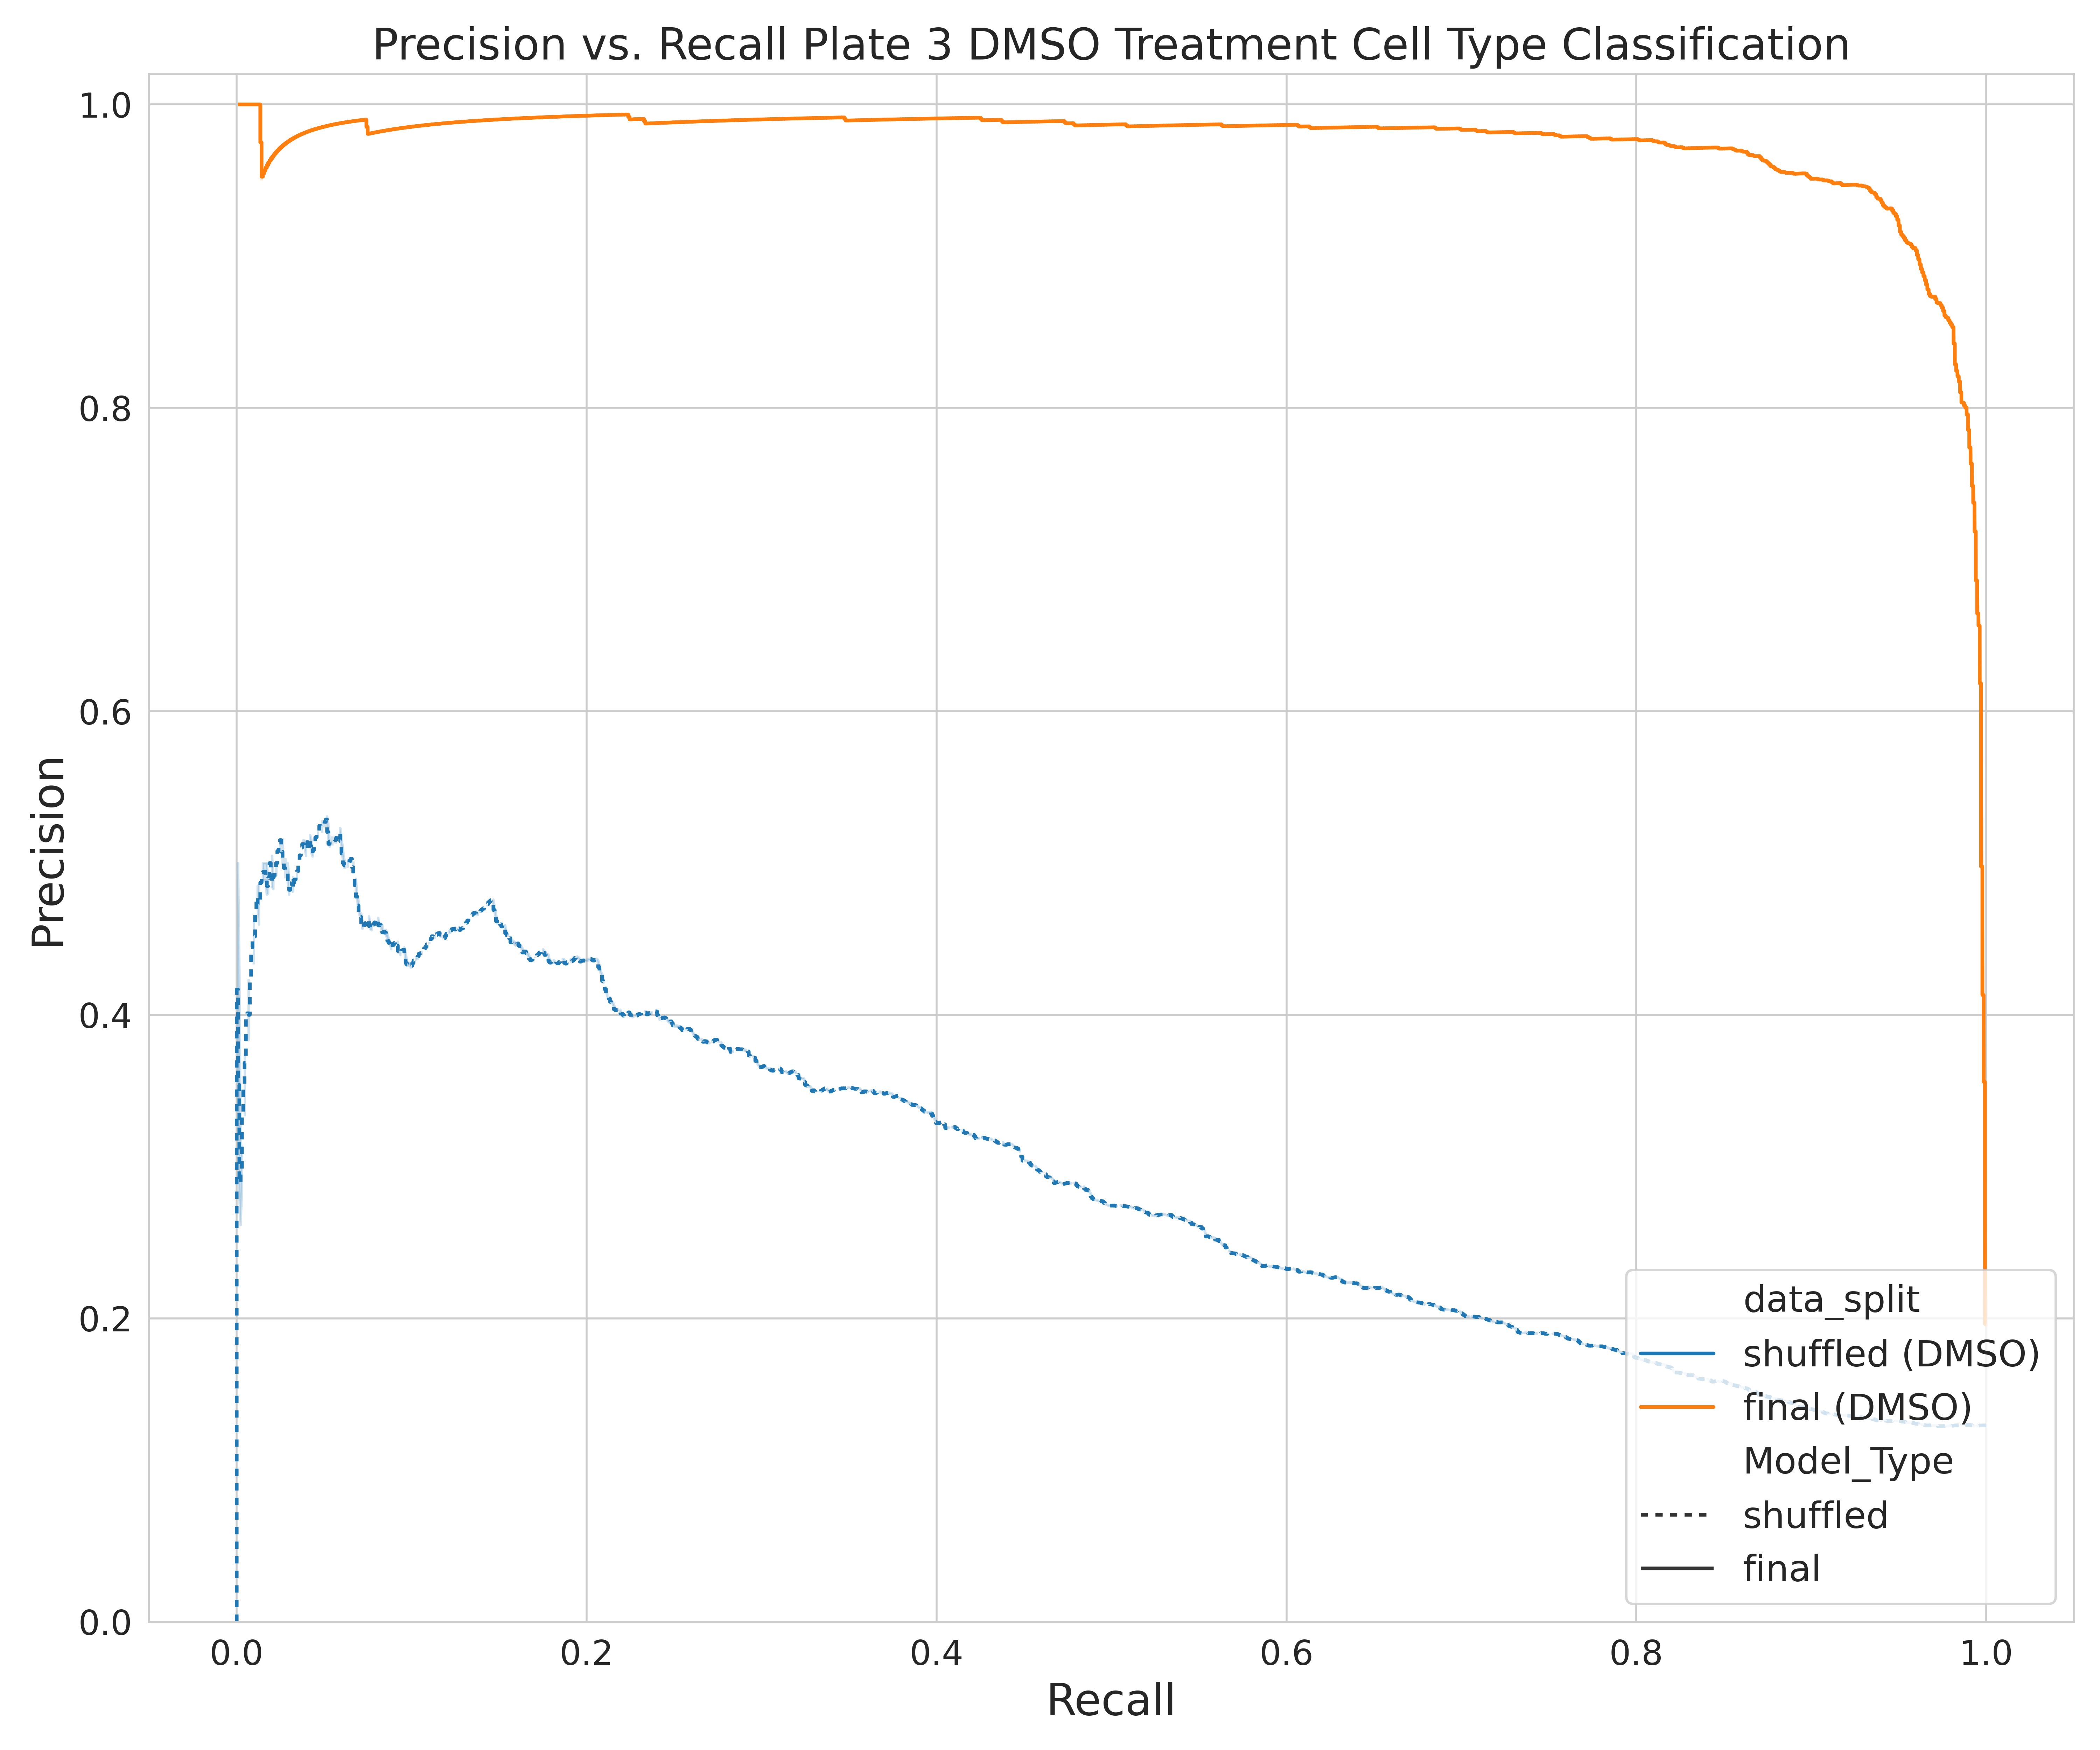 Precision vs. Recall Plate 3 DMSO Treatment Cell Type Classification
1.0
0.8
0.6
0.4
0.2
0.0
Precision
0.0 0.2 0.4 0.6 0.8 1.0
Recall
data_split
shuffled (DMSO)
final (DMSO)
Model_Type
shuffled
final